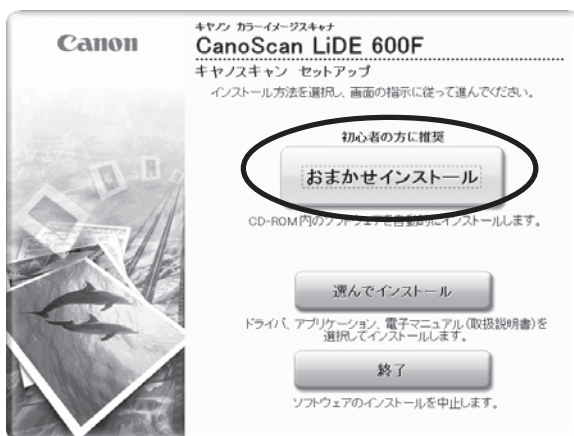 Canon
キヤノン カラーイメージスキャナ
CanoScan LiDE 600F
キヤノスキャン セットアップ
インストール方法を選択し、画面の指示に従って進んでください。
初心者の方に推奨
おまかせインストール
CD-ROM内のソフトウェアを自動的にインストールします。
選んでインストール
ドライバ、アプリケーション、電子マニュアル(取扱説明書)を
選択してインストールします。
終了
ソフトウェアのインストールを中止します。